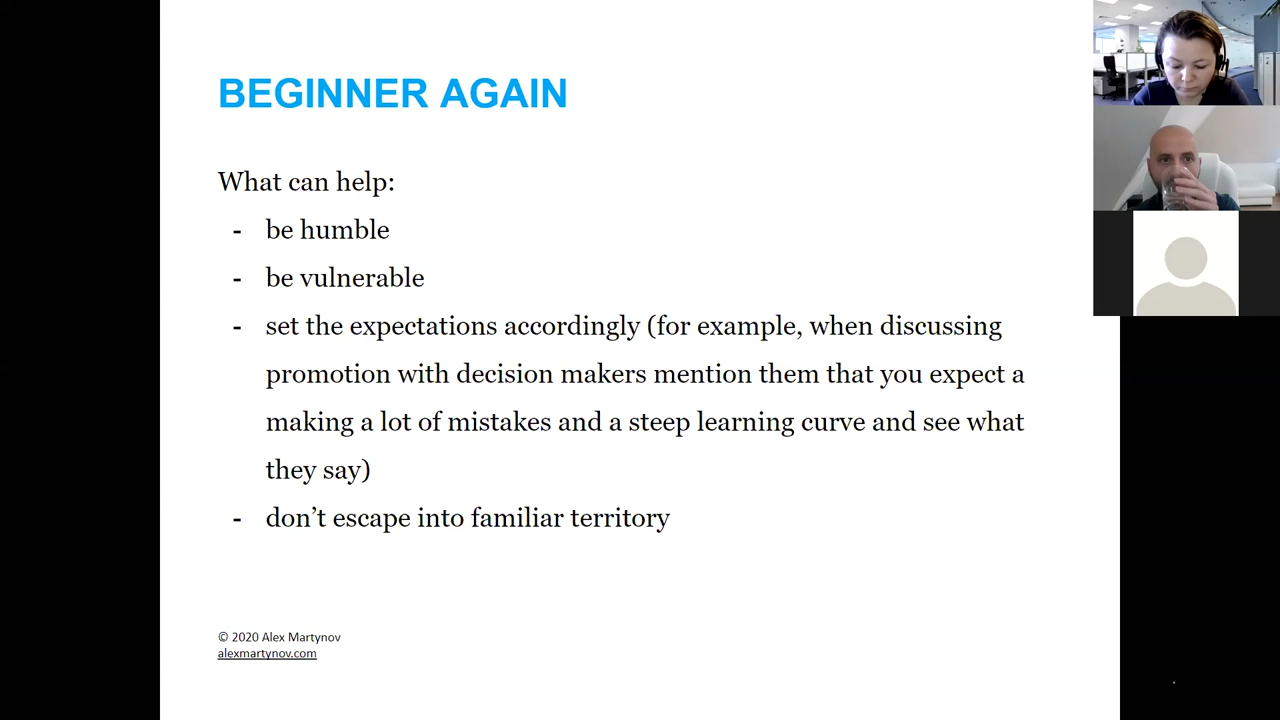 BEGINNER AGAIN
What can help:
- be humble
- be vulnerable
- set the expectations accordingly (for example, when discussing
promotion with decision makers mention them that you expect a
making a lot of mistakes and a steep learning curve and see what
they say)
- don’t escape into familiar territory
© 2020 Alex Martynov
alexmartynov.com